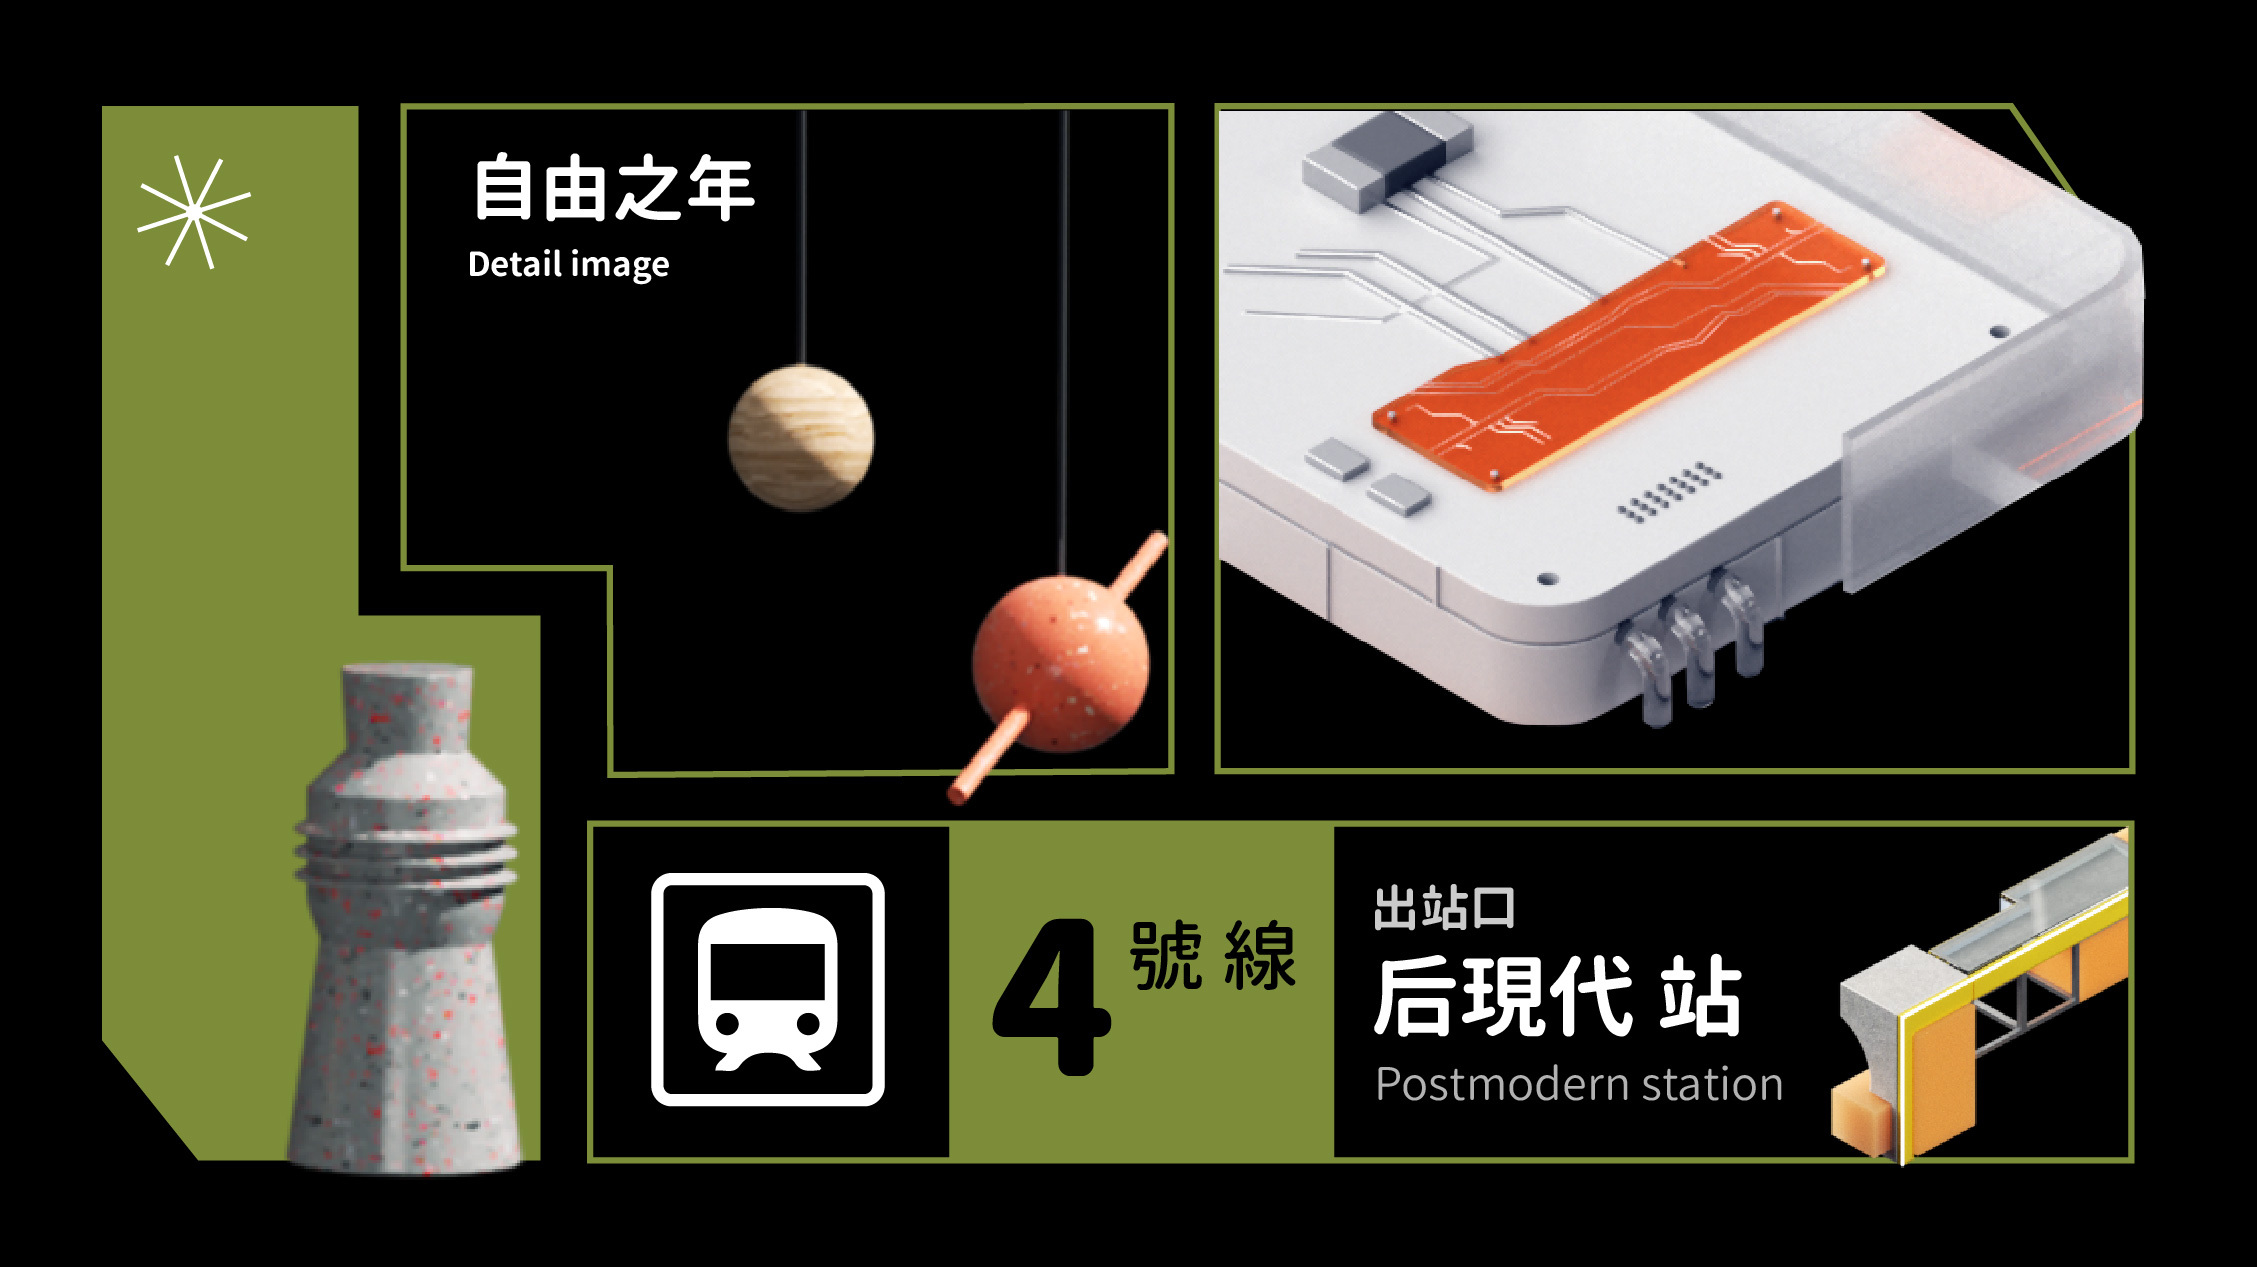 自由之年
Detail image
4號 線
出站口
后現代 站
Postmodern station